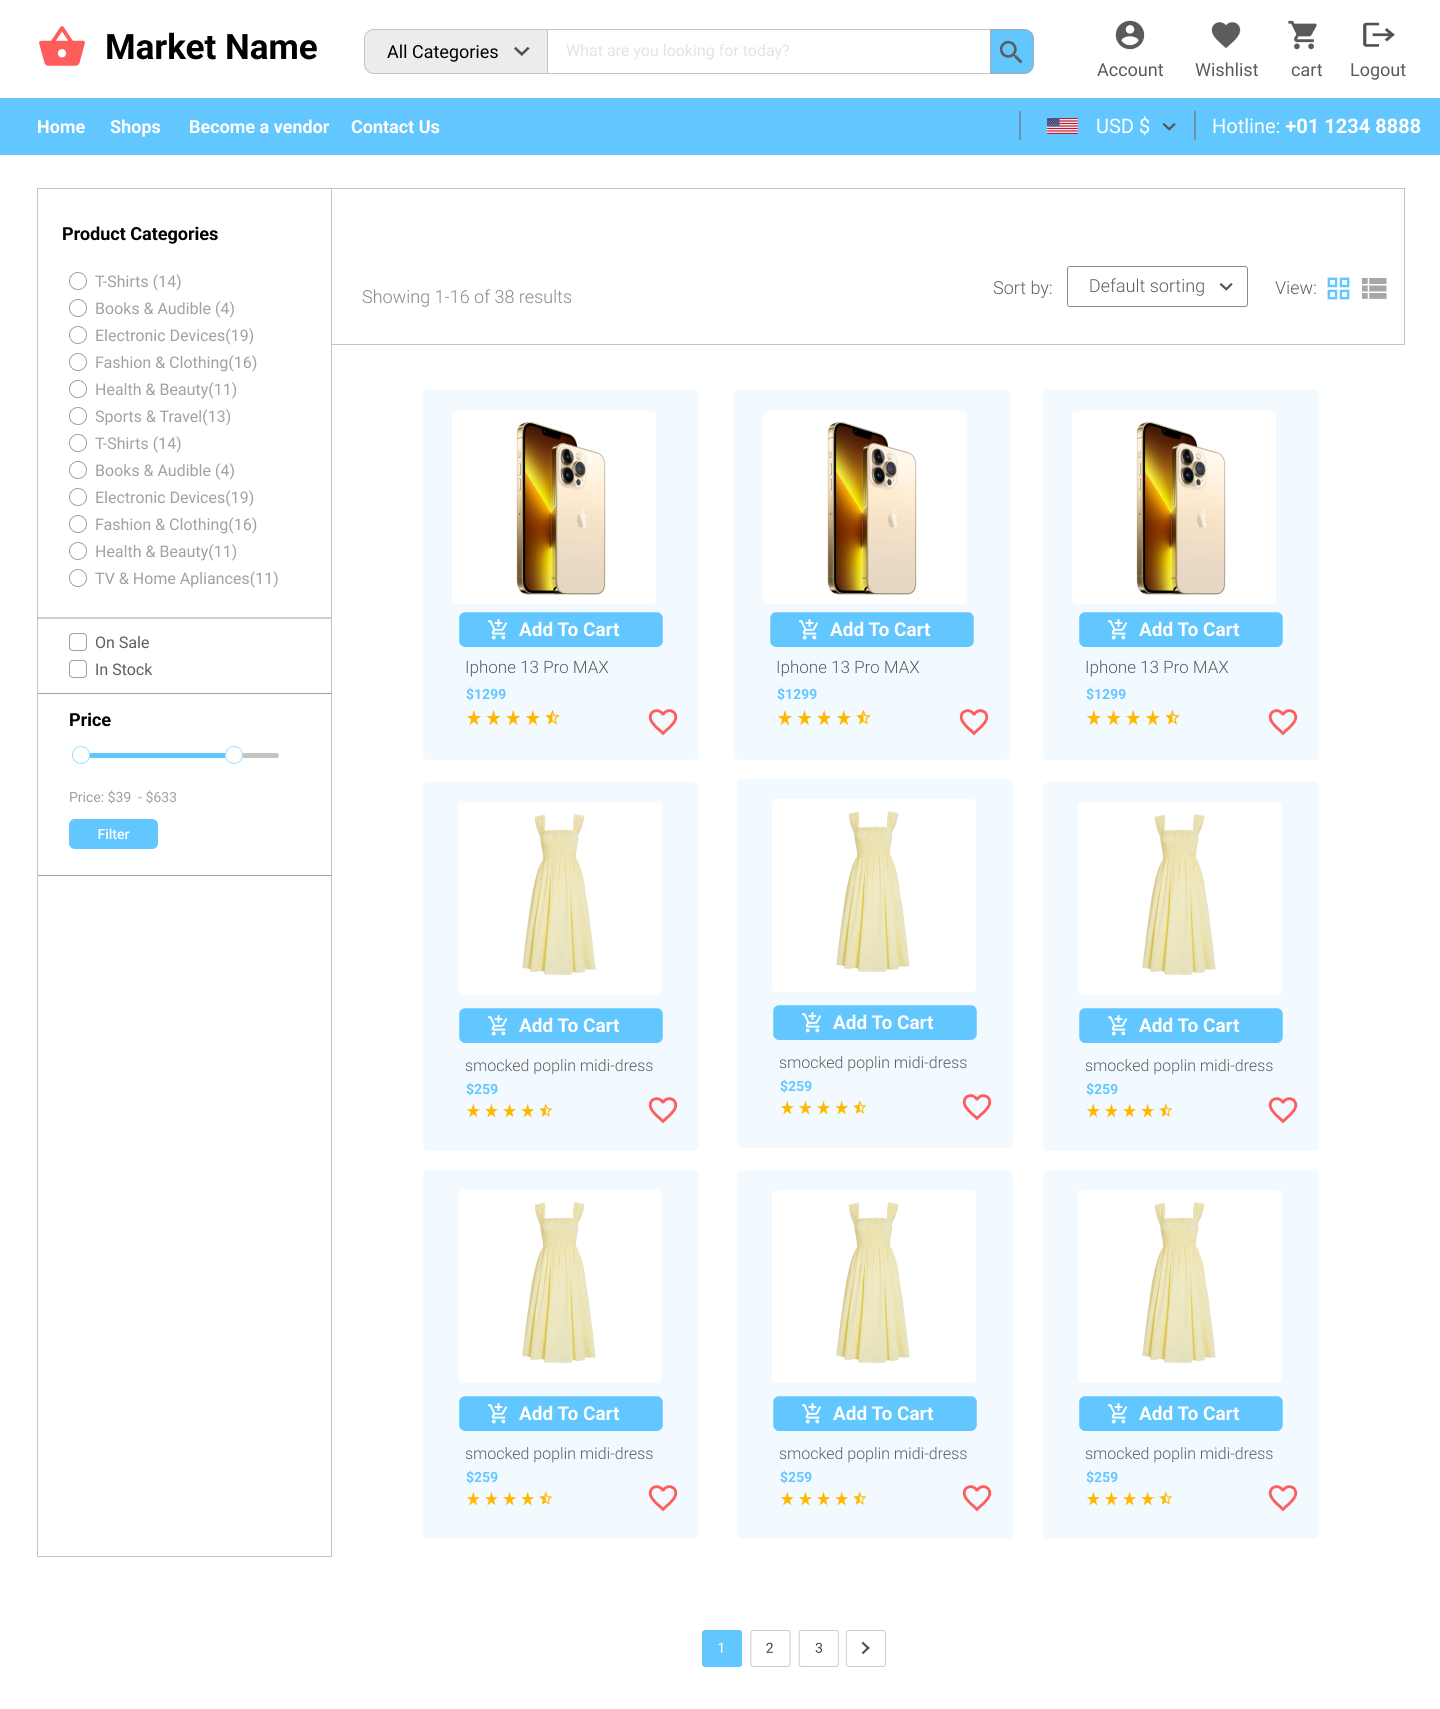 Market Name
All Categories
What are you looking for today?
Account
Wishlist
cart
Logout
Home
Shops
Become a vendor
Contact Us
USD $
Hotline: +01 1234 8888
Product Categories
T-Shirts (14)
Books & Audible (4)
Electronic Devices(19)
Fashion & Clothing(16)
Health & Beauty(11)
Sports & Travel(13)
T-Shirts (14)
Books & Audible (4)
Electronic Devices(19)
Fashion & Clothing(16)
Health & Beauty(11)
TV & Home Apliances(11)
On Sale
In Stock
Price
Price: $39 - $633
Filter
Showing 1-16 of 38 results
Sort by:
Default sorting
View:
Add To Cart
Iphone 13 Pro MAX
$1299
Add To Cart
Iphone 13 Pro MAX
$1299
Add To Cart
Iphone 13 Pro MAX
$1299
Add To Cart
smocked poplin midi-dress
$259
Add To Cart
smocked poplin midi-dress
$259
Add To Cart
smocked poplin midi-dress
$259
Add To Cart
smocked poplin midi-dress
$259
Add To Cart
smocked poplin midi-dress
$259
Add To Cart
smocked poplin midi-dress
$259
1
2
3